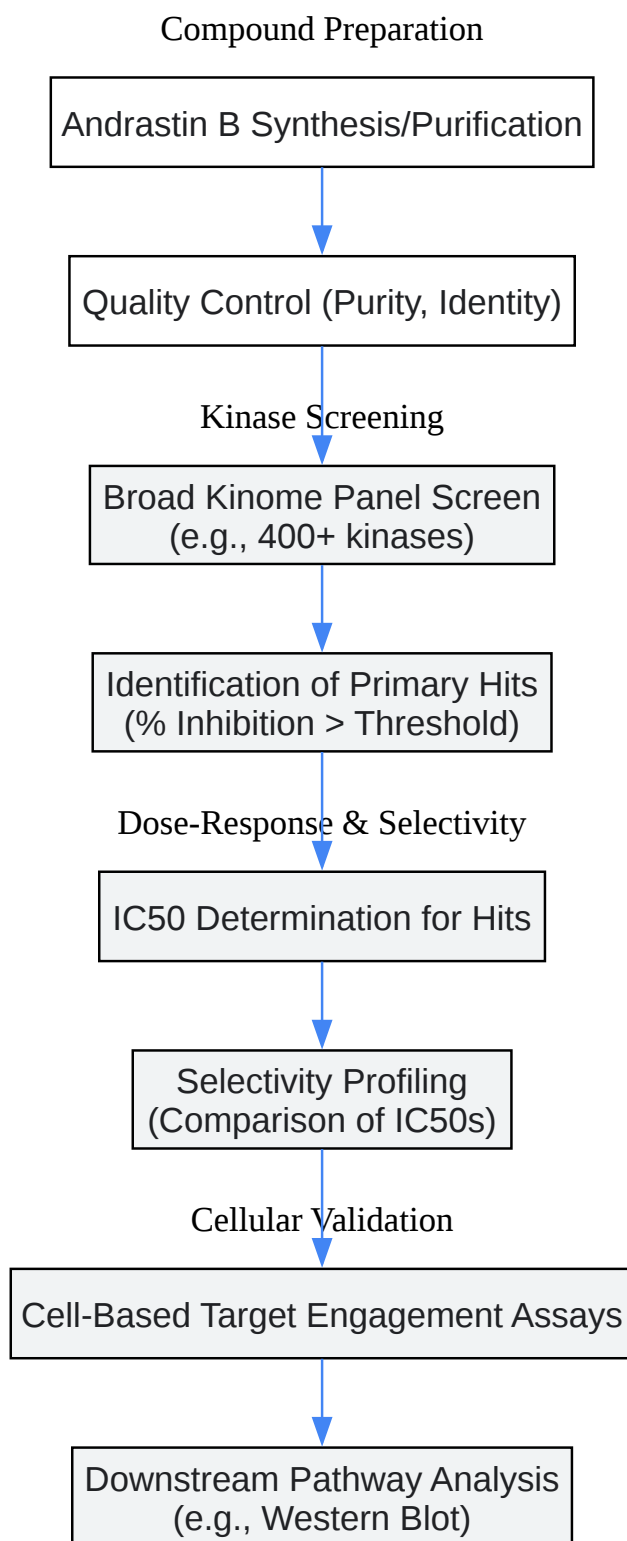 Compound Preparation
Andrastin B Synthesis/Purification
Quality Control (Purity, Identity)
Kinase Screening
Broad Kinome Panel Screen
(e.g., 400+ kinases)
Identification of Primary Hits
(% Inhibition > Threshold)
Dose-Response & Selectivity
IC50 Determination for Hits
Selectivity Profiling
(Comparison of IC50s)
Cellular Validation
Cell-Based Target Engagement Assays
Downstream Pathway Analysis
(e.g., Western Blot)